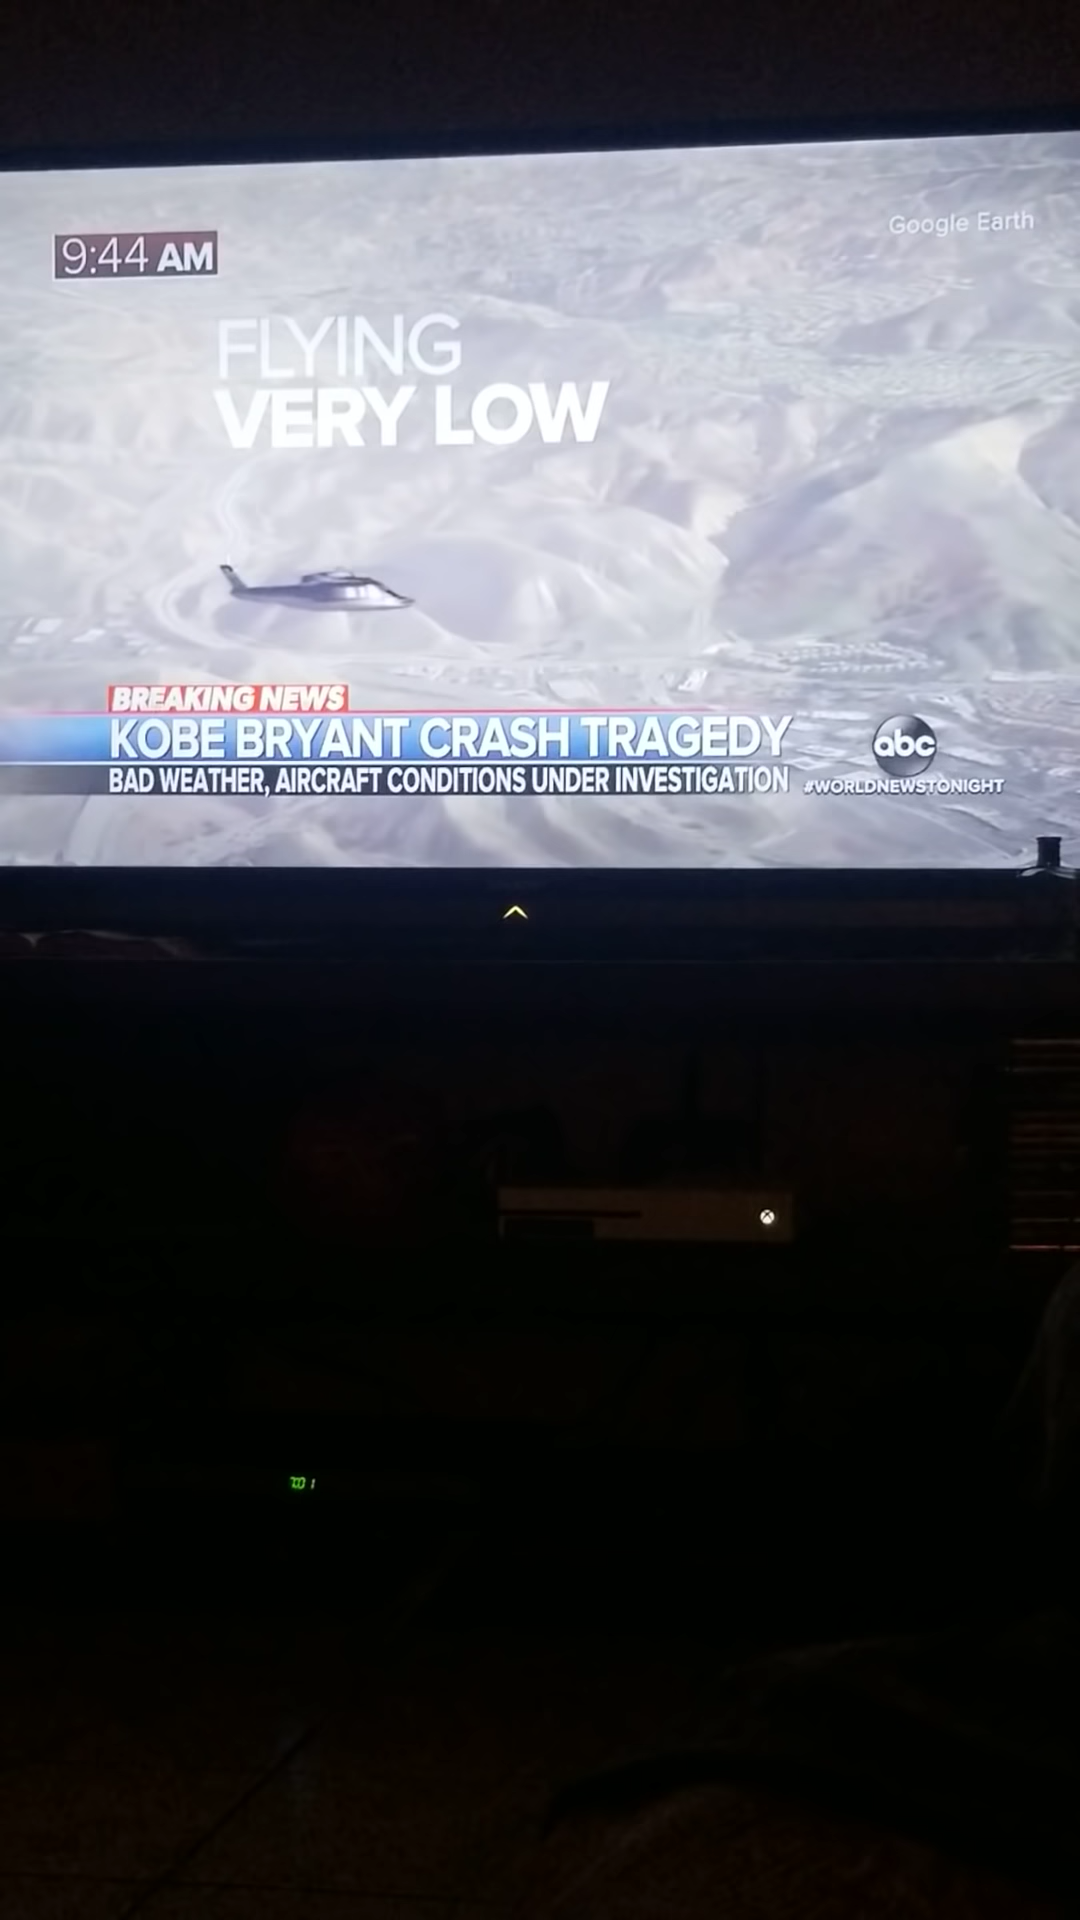 9:44 AM
Google Earth
FLYING
VERY LOW
BREAKING NEWS
KOBE BRYANT CRASH TRAGEDY
abc
BAD WEATHER, AIRCRAFT CONDITIONS UNDER INVESTIGATION
#WORLDNEWSTONIGHT